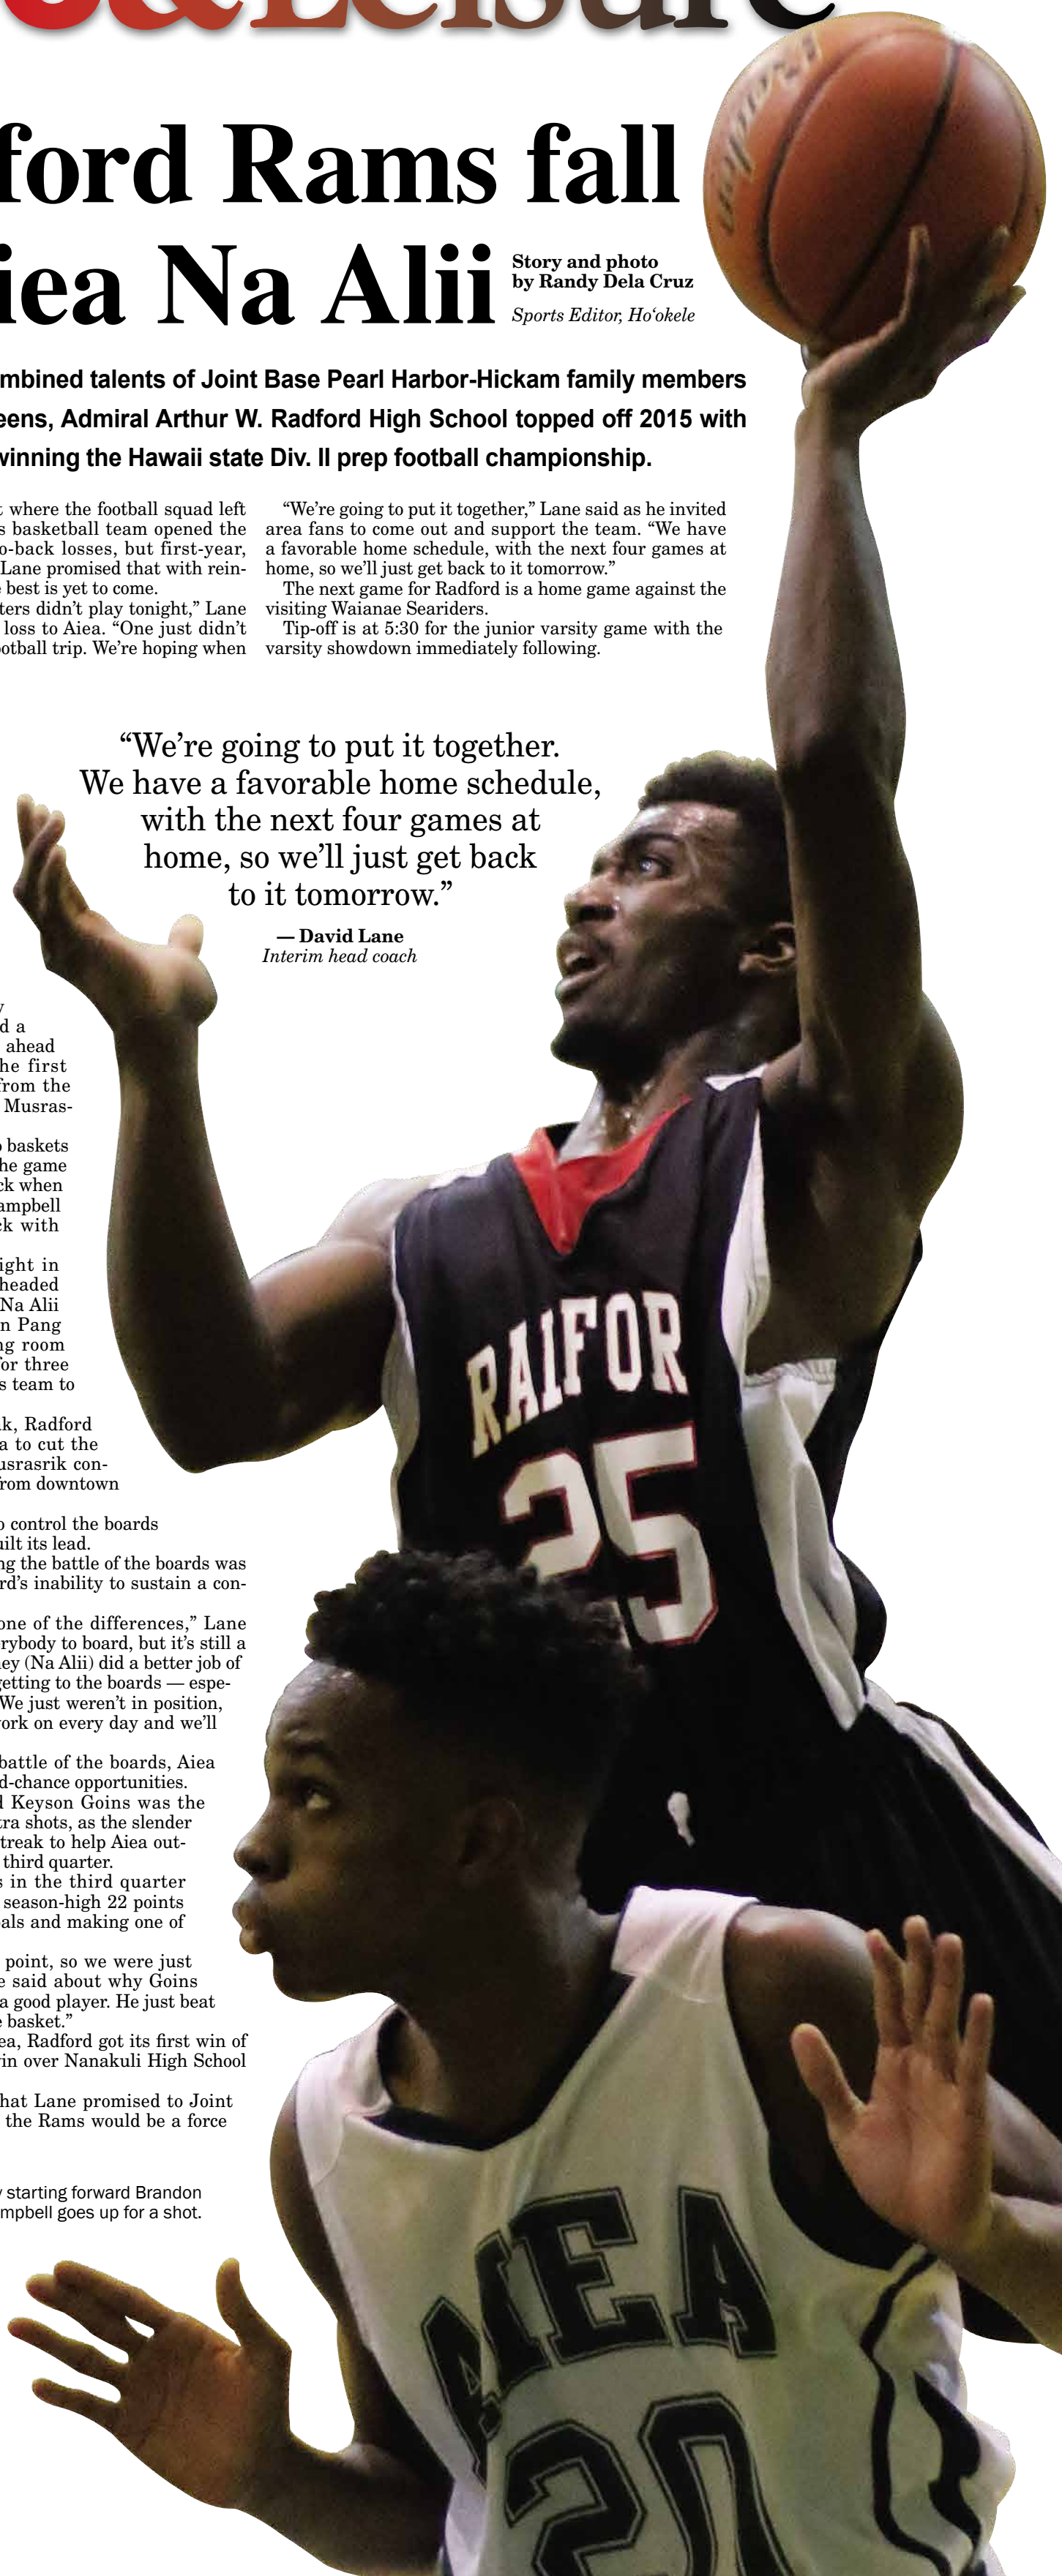 &Leisure
ford Rams fall
iea Na Alii
Story and photo
by Randy Dela Cruz
Sports Editor, Ho‘okele
mbined talents of Joint Base Pearl Harbor-Hickam family members
eens, Admiral Arthur W. Radford High School topped off 2015 with
winning the Hawaii state Div. II prep football championship.
t where the football squad left
s basketball team opened the
o-back losses, but first-year,
Lane promised that with rein-
e best is yet to come.
ters didn’t play tonight,” Lane
loss to Aiea. “One just didn’t
ootball trip. We’re hoping when
“We’re going to put it together,” Lane said as he invited
area fans to come out and support the team. “We have
a favorable home schedule, with the next four games at
home, so we’ll just get back to it tomorrow.”
The next game for Radford is a home game against the
visiting Waianae Seariders.
Tip-off is at 5:30 for the junior varsity game with the
varsity showdown immediately following.
“We’re going to put it together.
We have a favorable home schedule,
with the next four games at
home, so we’ll just get back
to it tomorrow.”
— David Lane
Interim head coach
y
d a
ahead
he first
from the
Musras-
o baskets
he game
ck when
ampbell
ck with
ight in
headed
Na Alii
n Pang
ng room
for three
s team to
ak, Radford
a to cut the
usrasrik con-
from downtown
o control the boards
uilt its lead.
ng the battle of the boards was
rd’s inability to sustain a con-
one of the differences,” Lane
erybody to board, but it’s still a
hey (Na Alii) did a better job of
getting to the boards — espe-
We just weren’t in position,
work on every day and we’ll
battle of the boards, Aiea
d-chance opportunities.
d Keyson Goins was the
tra shots, as the slender
treak to help Aiea out-
third quarter.
s in the third quarter
season-high 22 points
als and making one of
point, so we were just
e said about why Goins
a good player. He just beat
e basket.”
ea, Radford got its first win of
in over Nanakuli High School
hat Lane promised to Joint
the Rams would be a force
y starting forward Brandon
mpbell goes up for a shot.
RAIFOR
25
AIEA
20